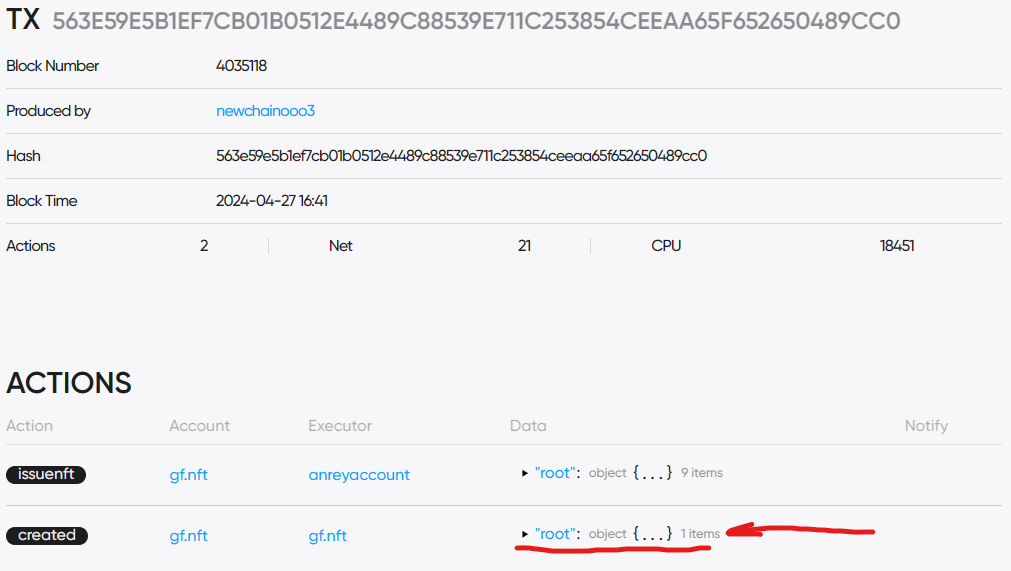 TX 563E59E5B1EF7CB01B0512E4489C88539E711C253854CEEAA65F652650489CC0
Block Number 4035118
Produced by newchainooo3
Hash 563e59e5b1ef7cb01b0512e4489c88539e711c253854ceeaa65f652650489cc0
Block Time 2024-04-27 16:41
Actions 2 Net 21 CPU 18451
ACTIONS
Action Account Executor Data Notify
issuenft gf.nft anreyaccount ▸ "root": object {...} 9 items
created gf.nft gf.nft ▸ "root": object {...} 1 items